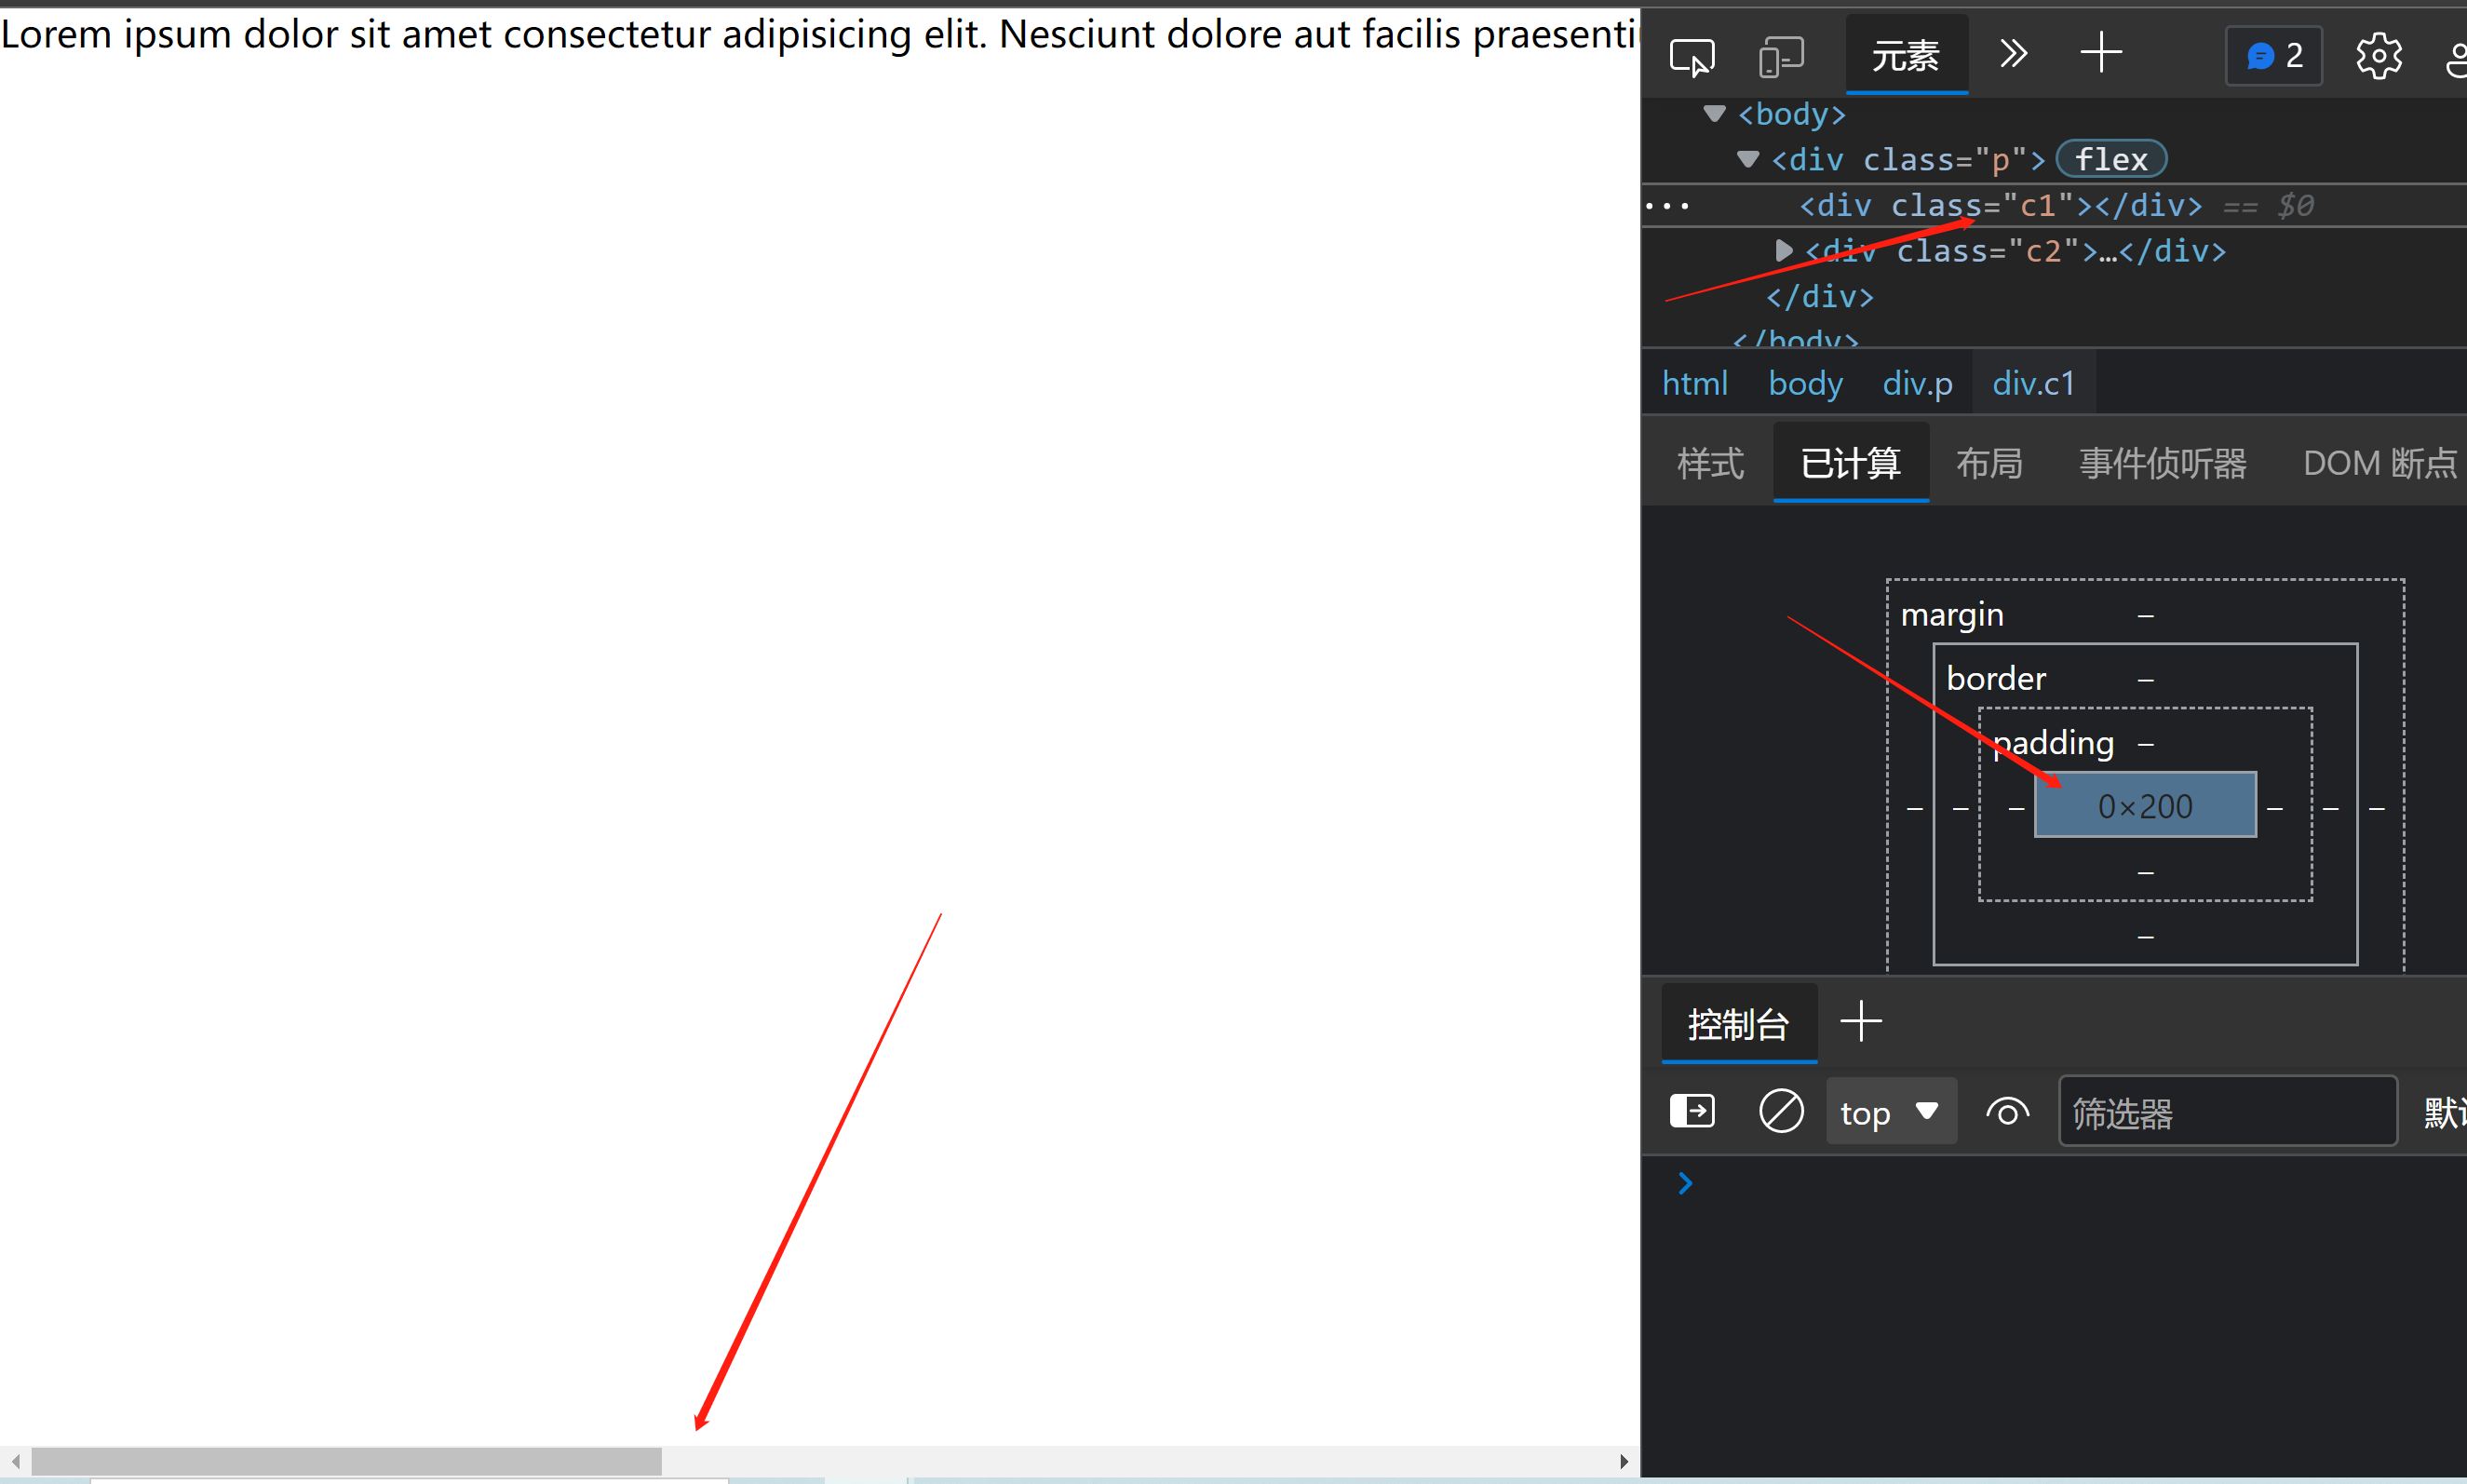 Lorem ipsum dolor sit amet consectetur adipisicing elit. Nesciunt dolore aut facilis praesenti
元素
2
<body>
<div class="p"> flex
<div class="c1"></div> == $0
<div class="c2">…</div>
</div>
</body>
html body div.p div.c1
样式 已计算 布局 事件侦听器 DOM 断点
margin –
border –
padding –
– – – 0×200 – – –
–
–
控制台
top 筛选器 默认